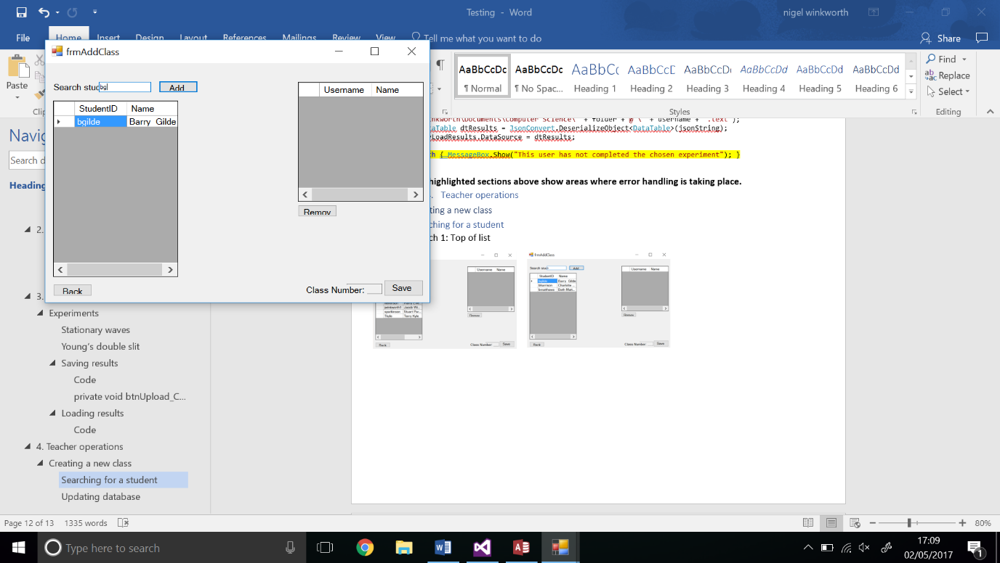 Testing - Word
nigel winkworth
File Home Insert Design Layout References Mailings Review View Tell me what you want to do
Share
Paste
AaBbCcDc AaBbCcDc AaBbC AaBbCcD AaBbCcD AaBbCcDd AaBbCcDd AaBbCcDd
¶ Normal ¶ No Spac... Heading 1 Heading 2 Heading 3 Heading 4 Heading 5 Heading 6
Styles
Find
Replace
Select
Editing
frmAddClass
Search stuc
bg
Add
StudentID Name
bgilde Barry Gilde
Username Name
Remov
Back
Class Number:
Save
Search d
Heading
2.
3.
Experiments
Stationary waves
Young's double slit
Saving results
Code
private void btnUpload_C...
Loading results
Code
4. Teacher operations
Creating a new class
Searching for a student
Updating database
nkworth\Documents\Computer Science\" + folder + @"\" + username + ".text");
aTable dtResults = JsonConvert.DeserializeObject<DataTable>(jsonString);
LoadResults.DataSource = dtResults;
h { MessageBox.Show("This user has not completed the chosen experiment"); }
highlighted sections above show areas where error handling is taking place.
Teacher operations
ting a new class
ching for a student
ch 1: Top of list
Username Name
Remov
Back
Class Number:
Save
frmAddClass
Search stuc
Add
StudentID Name
bgilde Barry Gilde
bharrison Charlotte ...
bmatthews Beth Matt...
Username Name
Remov
Back
Class Number:
Save
Page 12 of 13 1335 words
80%
Type here to search
17:09
02/05/2017
1